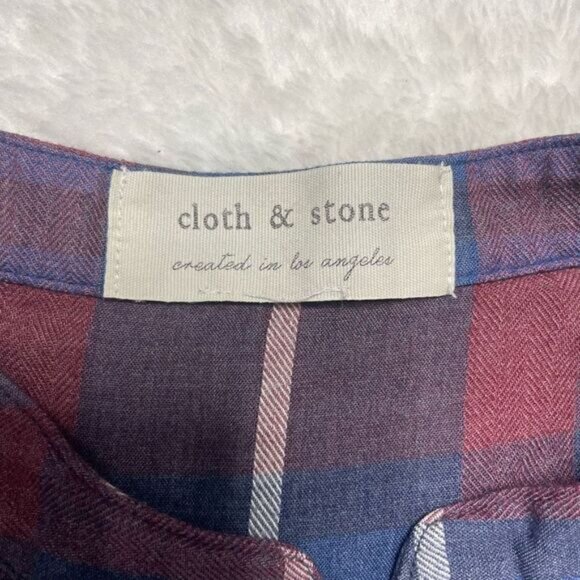 cloth & stone
created in los angeles